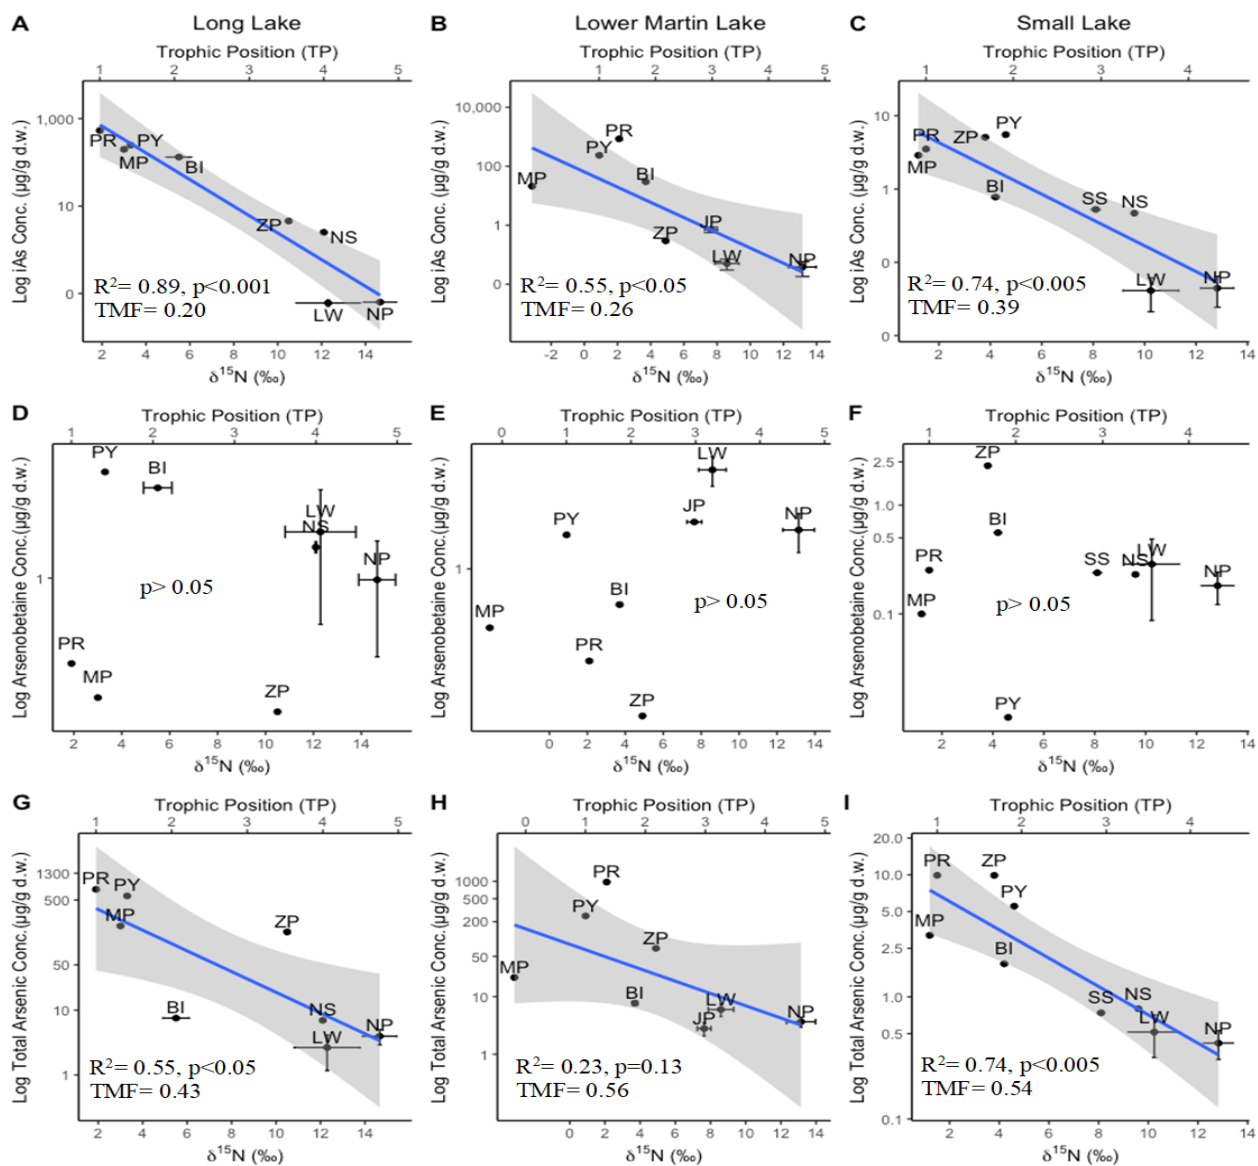 A Long Lake
Trophic Position (TP)
1 2 3 4 5
Log iAs Conc. (µg/g d.w.)
1,000
10
0
PR
MP
PY
BI
ZP
NS
LW
NP
R²= 0.89, p<0.001
TMF= 0.20
2 4 6 8 10 12 14
δ¹⁵N (‰)
B Lower Martin Lake
Trophic Position (TP)
1 2 3 4 5
Log iAs Conc. (µg/g d.w.)
10,000
100
1
0
MP
PY
PR
BI
ZP
JP
LW
NP
R²= 0.55, p<0.05
TMF= 0.26
-2 0 2 4 6 8 10 12 14
δ¹⁵N (‰)
C Small Lake
Trophic Position (TP)
1 2 3 4
Log iAs Conc. (µg/g d.w.)
10
1
0
0
PR
MP
ZP
PY
BI
SS
NS
LW
NP
R²= 0.74, p<0.005
TMF= 0.39
2 4 6 8 10 12 14
δ¹⁵N (‰)
D
Trophic Position (TP)
1 2 3 4 5
Log Arsenobetaine Conc.(µg/g d.w.)
1
PY
BI
LW
NS
NP
PR
MP
ZP
p> 0.05
2 4 6 8 10 12 14
δ¹⁵N (‰)
E
Trophic Position (TP)
0 1 2 3 4 5
Log Arsenobetaine Conc.(µg/g d.w.)
1
LW
JP
NP
PY
BI
MP
PR
ZP
p> 0.05
0 2 4 6 8 10 12 14
δ¹⁵N (‰)
F
Trophic Position (TP)
1 2 3 4
Log Arsenobetaine Conc.(µg/g d.w.)
2.5
1.0
0.5
0.1
ZP
BI
PR
MP
SS
NS
LW
NP
PY
p> 0.05
2 4 6 8 10 12 14
δ¹⁵N (‰)
G
Trophic Position (TP)
1 2 3 4 5
Log Total Arsenic Conc.(µg/g d.w.)
1300
500
50
10
1
PR
PY
MP
ZP
BI
NS
LW
NP
R²= 0.55, p<0.05
TMF= 0.43
2 4 6 8 10 12 14
δ¹⁵N (‰)
H
Trophic Position (TP)
0 1 2 3 4 5
Log Total Arsenic Conc.(µg/g d.w.)
1000
500
200
50
10
1
PR
PY
ZP
MP
BI
LW
JP
NP
R²= 0.23, p=0.13
TMF= 0.56
0 2 4 6 8 10 12 14
δ¹⁵N (‰)
I
Trophic Position (TP)
1 2 3 4
Log Total Arsenic Conc.(µg/g d.w.)
20.0
10.0
5.0
2.5
1.0
0.5
0.1
PR
ZP
PY
MP
BI
SS
NS
LW
NP
R²= 0.74, p<0.005
TMF= 0.54
2 4 6 8 10 12 14
δ¹⁵N (‰)